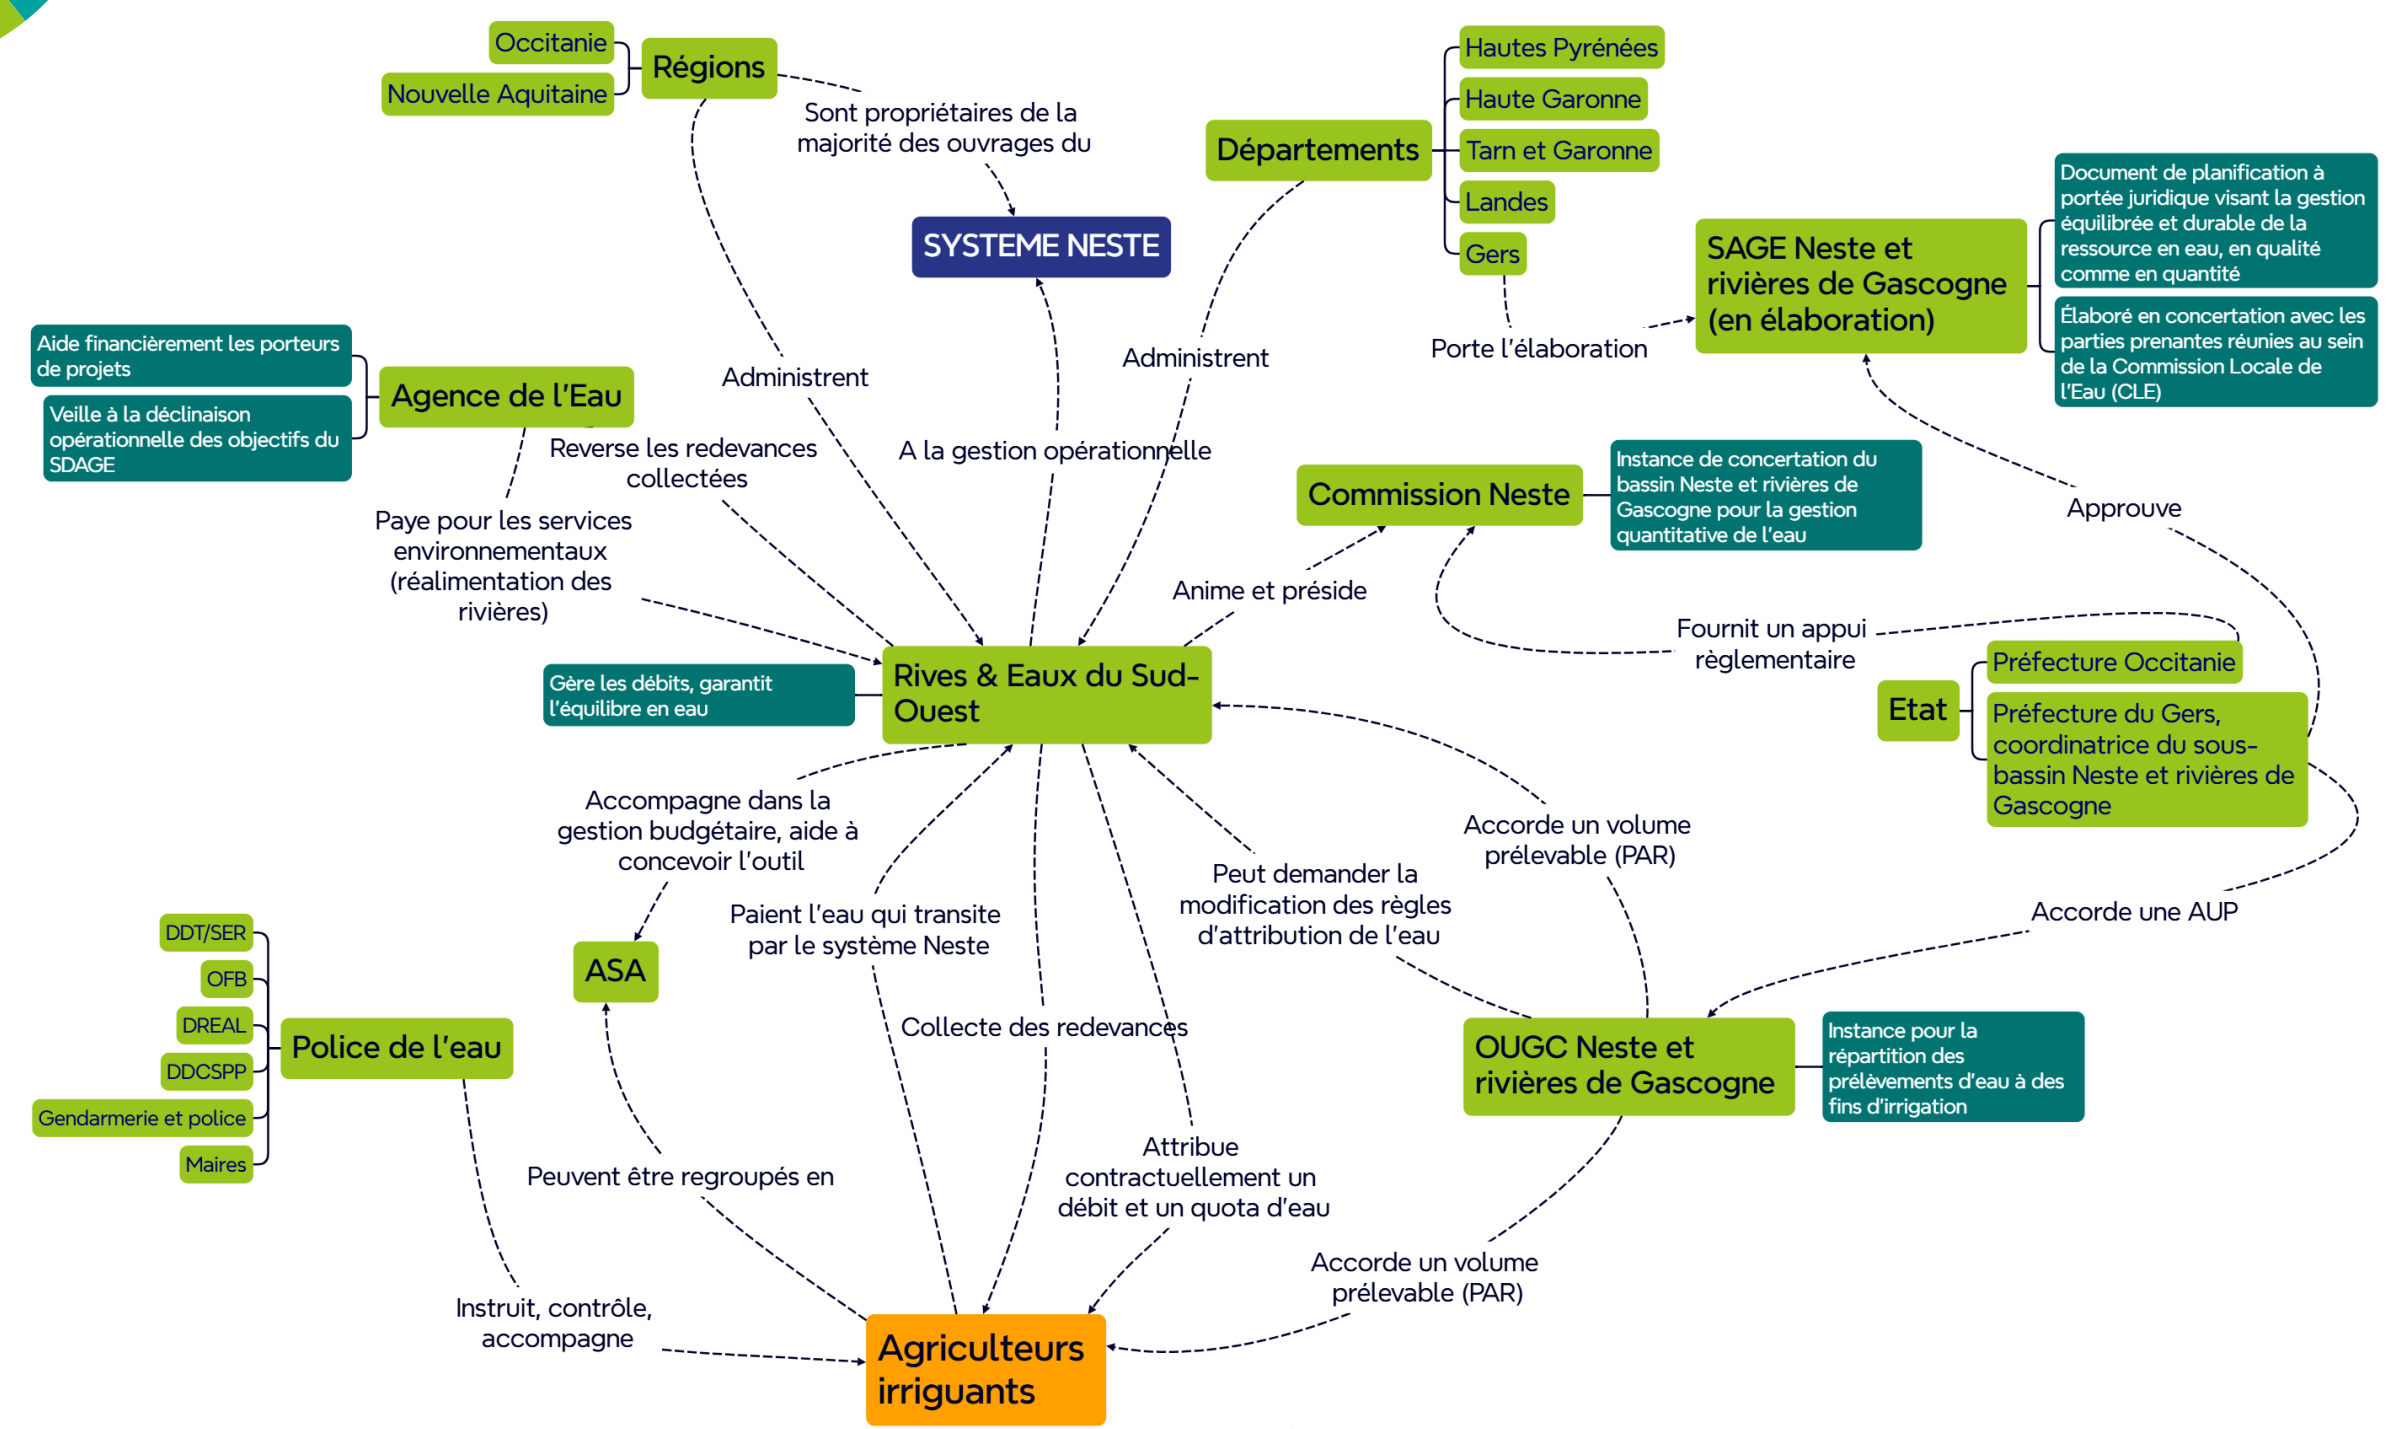 Occitanie
Nouvelle Aquitaine
Régions
Sont propriétaires de la
majorité des ouvrages du
SYSTEME NESTE
Départements
Hautes Pyrénées
Haute Garonne
Tarn et Garonne
Landes
Gers
Porte l'élaboration
SAGE Neste et
rivières de Gascogne
(en élaboration)
Document de planification à
portée juridique visant la gestion
équilibrée et durable de la
ressource en eau, en qualité
comme en quantité
Élaboré en concertation avec les
parties prenantes réunies au sein
de la Commission Locale de
l'Eau (CLE)
Aide financièrement les porteurs
de projets
Veille à la déclinaison
opérationnelle des objectifs du
SDAGE
Agence de l'Eau
Administrent
Administrent
Reverse les redevances
collectées
A la gestion opérationnelle
Paye pour les services
environnementaux
(réalimentation des
rivières)
Commission Neste
Instance de concertation du
bassin Neste et rivières de
Gascogne pour la gestion
quantitative de l'eau
Approuve
Anime et préside
Fournit un appui
règlementaire
Gère les débits, garantit
l'équilibre en eau
Rives & Eaux du Sud-
Ouest
Etat
Préfecture Occitanie
Préfecture du Gers,
coordinatrice du sous-
bassin Neste et rivières de
Gascogne
Accompagne dans la
gestion budgétaire, aide à
concevoir l'outil
Paient l'eau qui transite
par le système Neste
Peut demander la
modification des règles
d'attribution de l'eau
Accorde un volume
prélevable (PAR)
Accorde une AUP
ASA
DDT/SER
OFB
DREAL
DDCSPP
Gendarmerie et police
Maires
Police de l'eau
Collecte des redevances
OUGC Neste et
rivières de Gascogne
Instance pour la
répartition des
prélèvements d'eau à des
fins d'irrigation
Peuvent être regroupés en
Attribue
contractuellement un
débit et un quota d'eau
Accorde un volume
prélevable (PAR)
Instruit, contrôle,
accompagne
Agriculteurs
irriguants